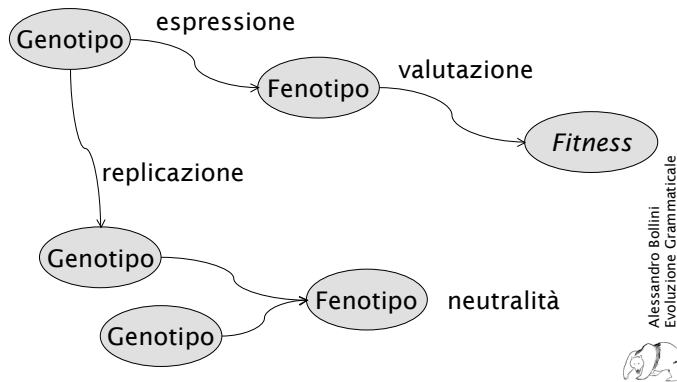 espressione
Genotipo
valutazione
Fenotipo
Fitness
replicazione
Genotipo
Fenotipo
neutralità
Genotipo
Alessandro Bollini
Evoluzione Grammaticale